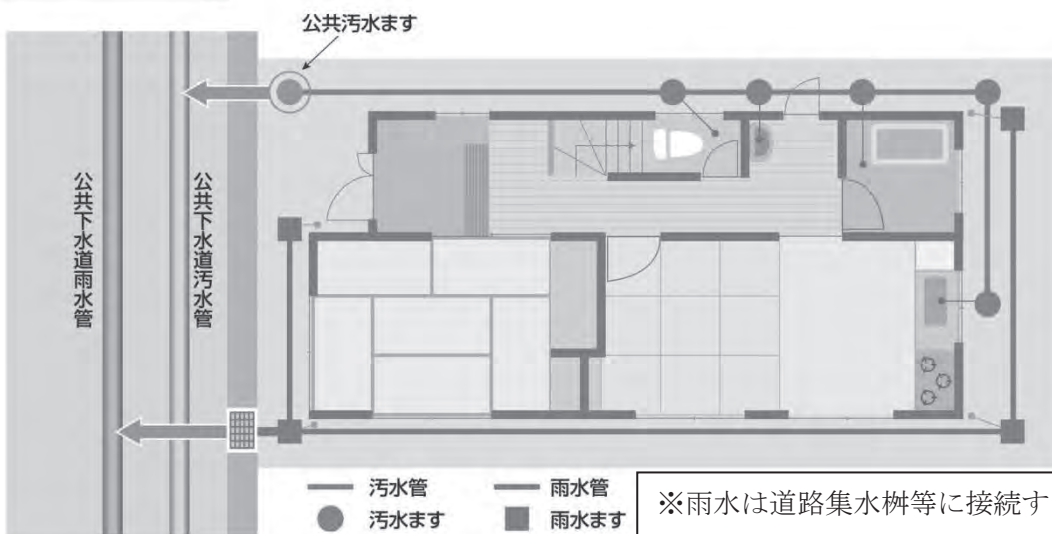 公共汚水ます
公共下水道雨水管
公共下水道汚水管
汚水管
雨水管
汚水ます
雨水ます
※雨水は道路集水桝等に接続す